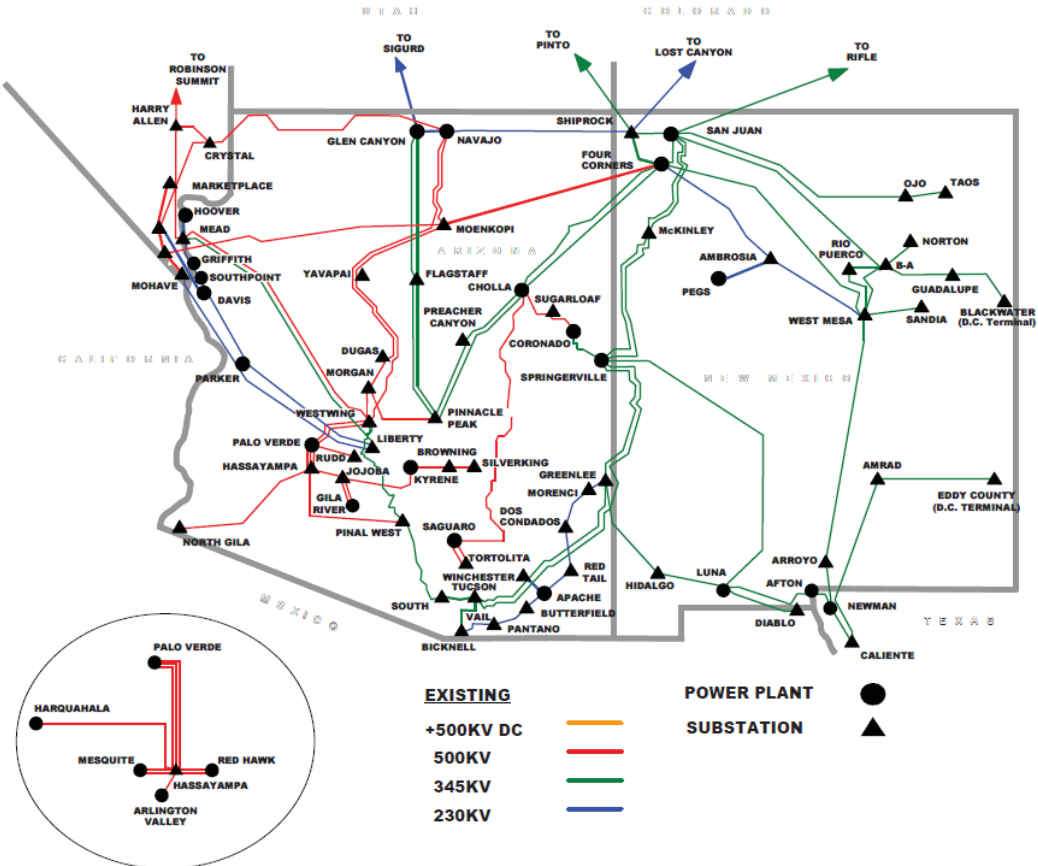 UTAH
COLORADO
TO
SIGURD
TO
PINTO
TO
LOST CANYON
TO
RIFLE
TO
ROBINSON
SUMMIT
HARRY
ALLEN
CRYSTAL
GLEN CANYON
NAVAJO
SHIPROCK
SAN JUAN
FOUR
CORNERS
MARKETPLACE
HOOVER
MEAD
OJO
TAOS
MOENKOPI
McKINLEY
ARIZONA
GRIFFITH
SOUTHPOINT
MOHAVE
DAVIS
YAVAPAI
FLAGSTAFF
CHOLLA
SUGARLOAF
AMBROSIA
PEGS
RIO
PUERCO
NORTON
B-A
GUADALUPE
BLACKWATER
(D.C. Terminal)
WEST MESA
SANDIA
PREACHER
CANYON
CORONADO
CALIFORNIA
DUGAS
MORGAN
PARKER
SPRINGERVILLE
NEW MEXICO
WESTWING
PINNACLE
PEAK
PALO VERDE
LIBERTY
RUDD
HASSAYAMPA
JOJOBA
BROWNING
SILVERKING
KYRENE
GREENLEE
MORENCI
AMRAD
EDDY COUNTY
(D.C. TERMINAL)
GILA
RIVER
DOS
CONDADOS
NORTH GILA
PINAL WEST
SAGUARO
TORTOLITA
WINCHESTER
TUCSON
RED
TAIL
HIDALGO
LUNA
ARROYO
AFTON
SOUTH
APACHE
BUTTERFIELD
VAIL
PANTANO
BICKNELL
DIABLO
NEWMAN
TEXAS
CALIENTE
MEXICO
PALO VERDE
HARQUAHALA
MESQUITE
RED HAWK
HASSAYAMPA
ARLINGTON
VALLEY
EXISTING
+500KV DC
500KV
345KV
230KV
POWER PLANT
SUBSTATION